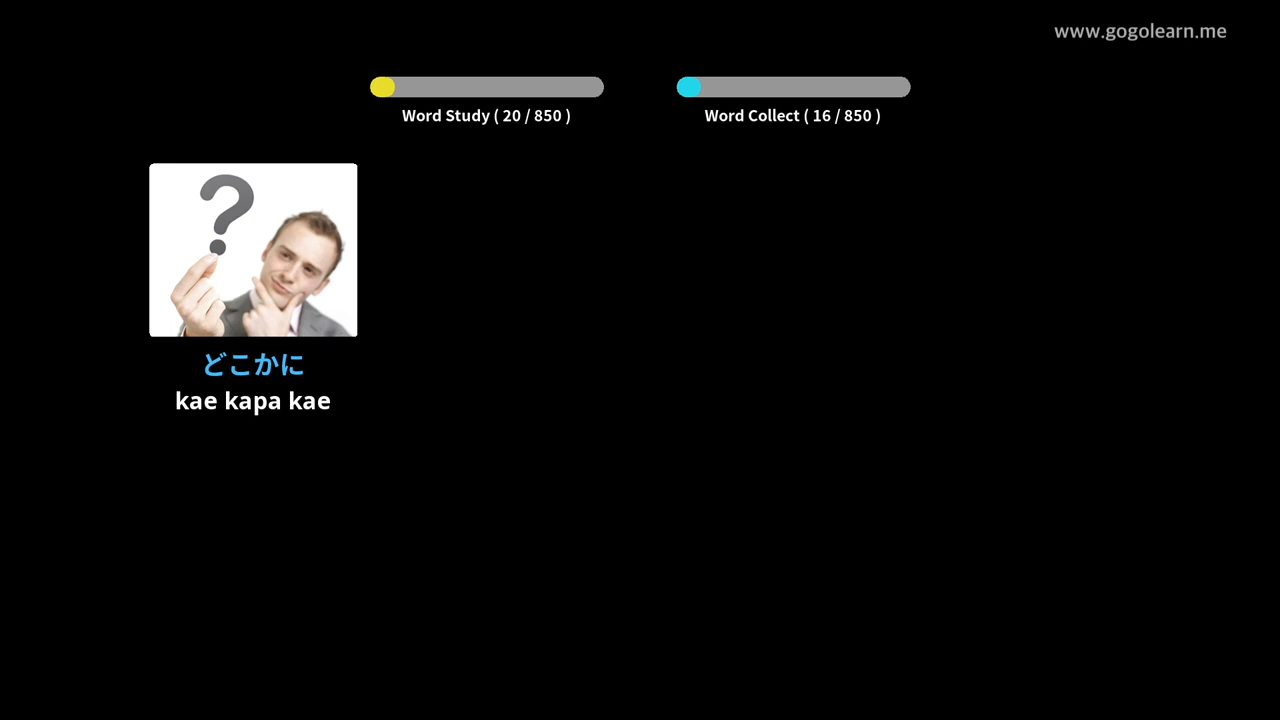 www.gogolearn.me
Word Study ( 20 / 850 )
Word Collect ( 16 / 850 )
どこかに
kae kapa kae